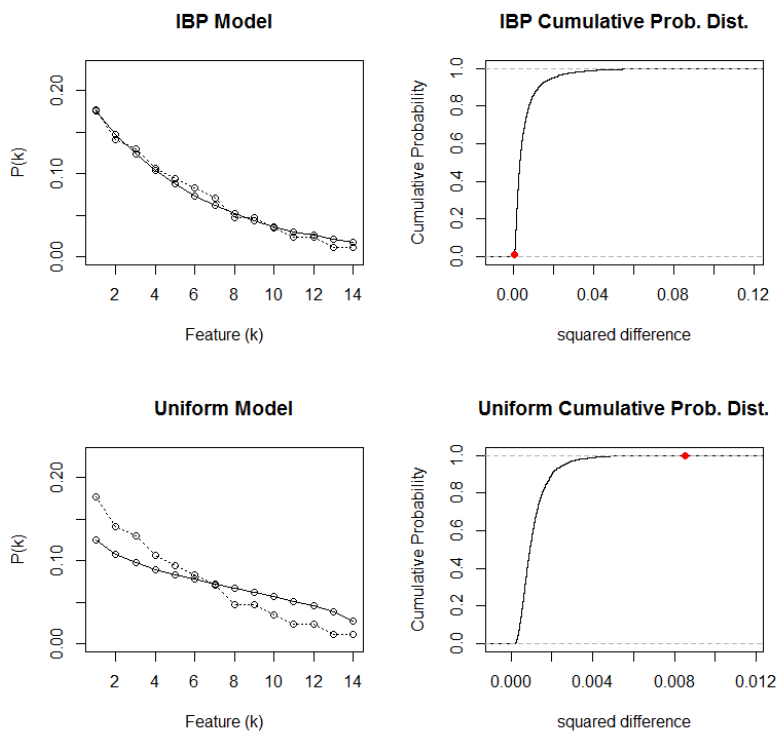 IBP Model
0.20
0.10
0.00
P(k)
2 4 6 8 10 12 14
Feature (k)
IBP Cumulative Prob. Dist.
1.0
0.8
0.6
0.4
0.2
0.0
Cumulative Probability
0.00 0.04 0.08 0.12
squared difference
Uniform Model
0.20
0.10
0.00
P(k)
2 4 6 8 10 12 14
Feature (k)
Uniform Cumulative Prob. Dist.
1.0
0.8
0.6
0.4
0.2
0.0
Cumulative Probability
0.000 0.004 0.008 0.012
squared difference